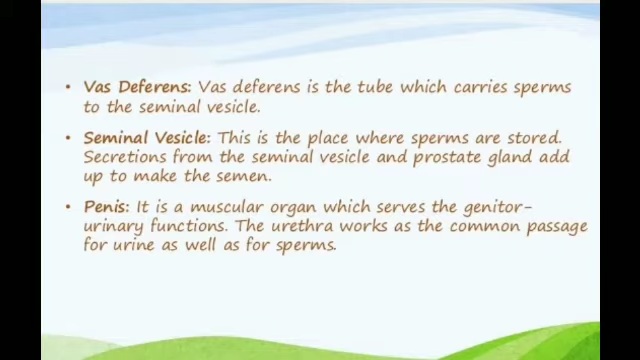 • Vas Deferens: Vas deferens is the tube which carries sperms
to the seminal vesicle.
• Seminal Vesicle: This is the place where sperms are stored.
Secretions from the seminal vesicle and prostate gland add
up to make the semen.
• Penis: It is a muscular organ which serves the genitor-
urinary functions. The urethra works as the common passage
for urine as well as for sperms.